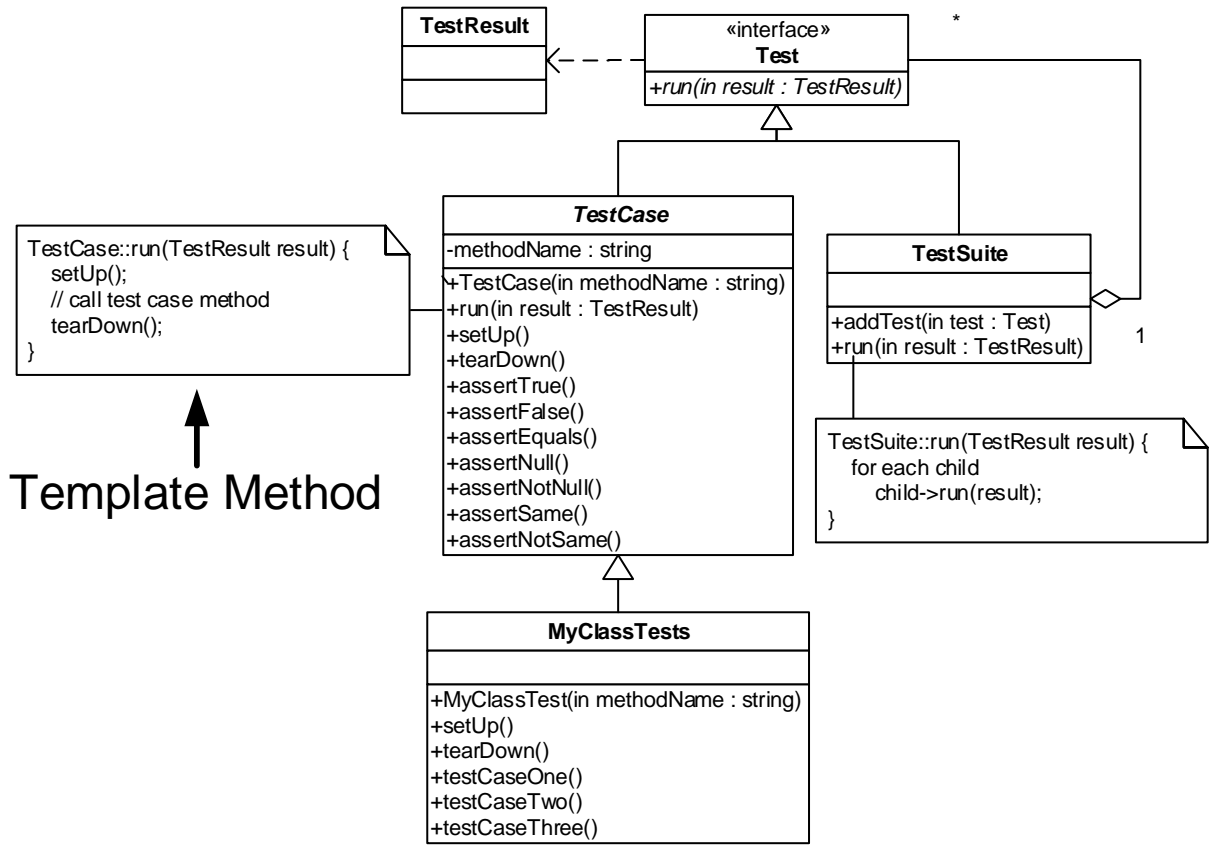 TestResult
«interface»
Test
+run(in result : TestResult)
*
TestCase
-methodName : string
+TestCase(in methodName : string)
+run(in result : TestResult)
+setUp()
+tearDown()
+assertTrue()
+assertFalse()
+assertEquals()
+assertNull()
+assertNotNull()
+assertSame()
+assertNotSame()
TestCase::run(TestResult result) {
setUp();
// call test case method
tearDown();
}
Template Method
TestSuite
+addTest(in test : Test)
+run(in result : TestResult)
1
TestSuite::run(TestResult result) {
for each child
child->run(result);
}
MyClassTests
+MyClassTest(in methodName : string)
+setUp()
+tearDown()
+testCaseOne()
+testCaseTwo()
+testCaseThree()